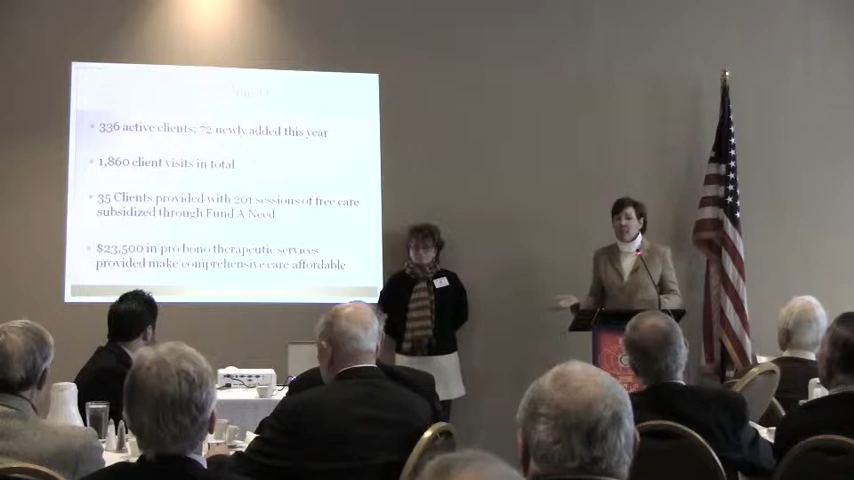 336 active clients; 72 newly added this year
1,860 client visits in total
35 Clients provided with 201 sessions of free care
subsidized through Fund A Need
$23,500 in pro bono therapeutic services
provided make comprehensive care affordable